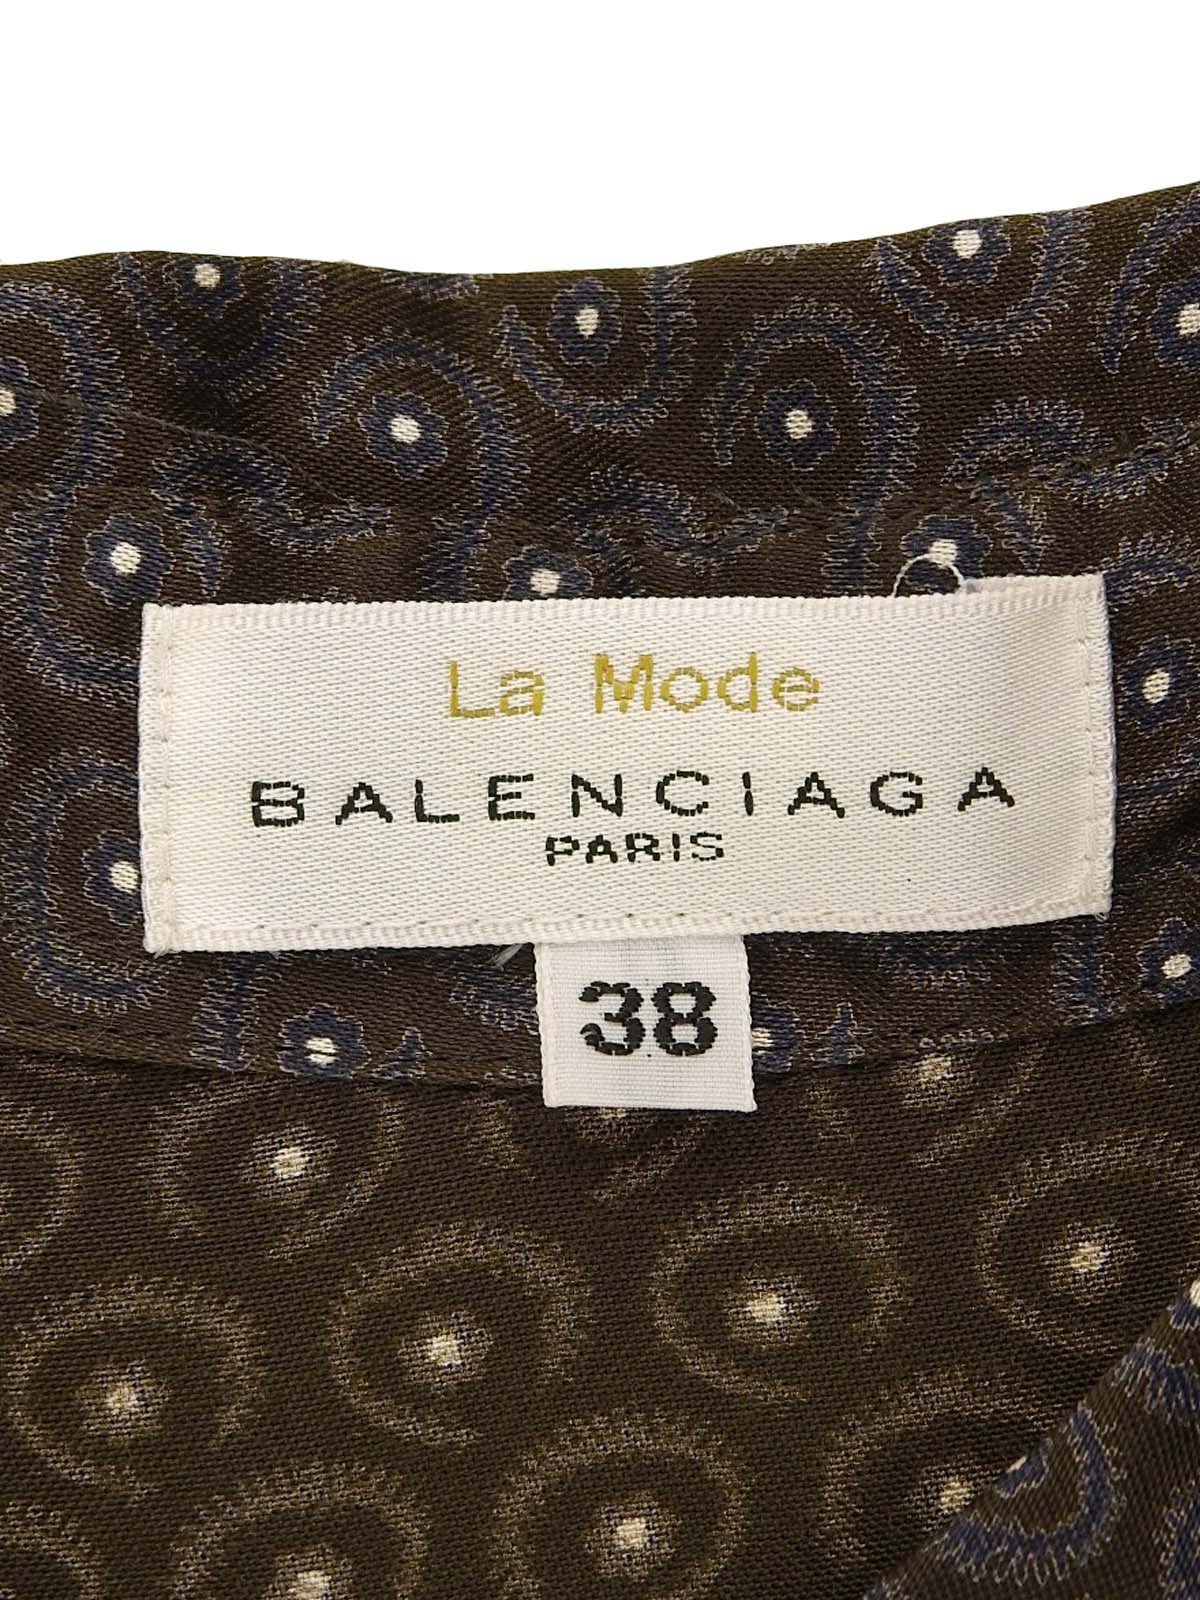 La Mode
BALENCIAGA
PARIS
38